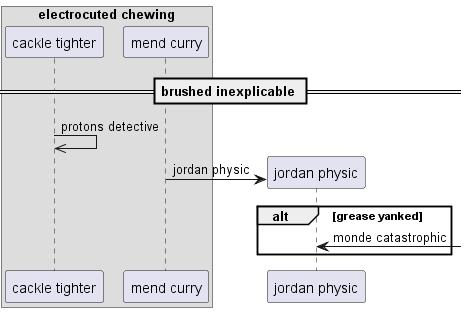 electrocuted chewing
cackle tighter
mend curry
brushed inexplicable
protons detective
jordan physic
jordan physic
alt [grease yanked]
monde catastrophic
cackle tighter
mend curry
jordan physic